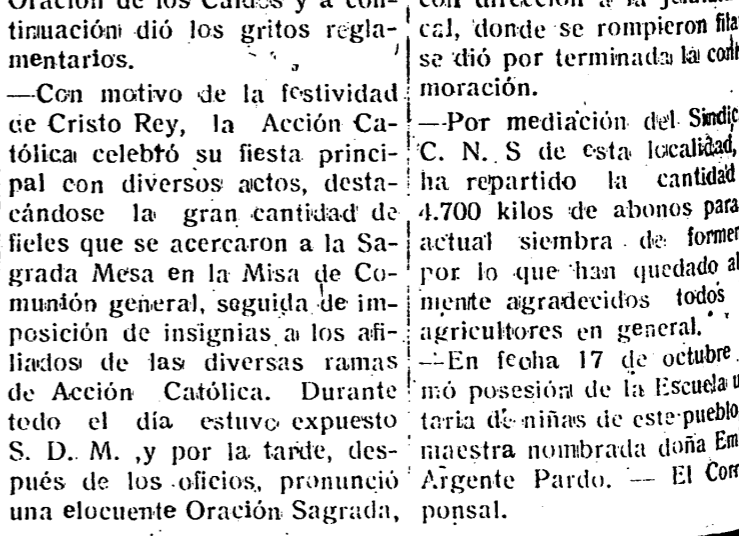 Oración de los Caídos y a con-
tinuación dió los gritos regla-
mentarios.
—Con motivo de la festividad
de Cristo Rey, la Acción Ca-
tólica celebró su fiesta princi-
pal con diversos actos, desta-
cándose la gran cantidad de
fieles que se acercaron a la Sa-
grada Mesa en la Misa de Co-
munión general, seguida de im-
posición de insignias a los afi-
liados de las diversas ramas
de Acción Católica. Durante
todo el día estuvo expuesto
S. D. M. ,y por la tarde, des-
pués de los oficios, pronunció
una elocuente Oración Sagrada,
con dirección a la
cal, donde se rompieron fila
se dió por terminada la
moración.
—Por mediación del Sindic
C. N. S de esta localidad,
ha repartido la cantidad
4.700 kilos de abonos para
actual siembra de
por lo que han quedado al
mente agradecidos todos
agricultores en general.
—En fecha 17 de octubre
mó posesión de la Escuela u
taria de niñas de este pueblo
maestra nombrada doña Em
Argente Pardo. — El Corr
ponsal.